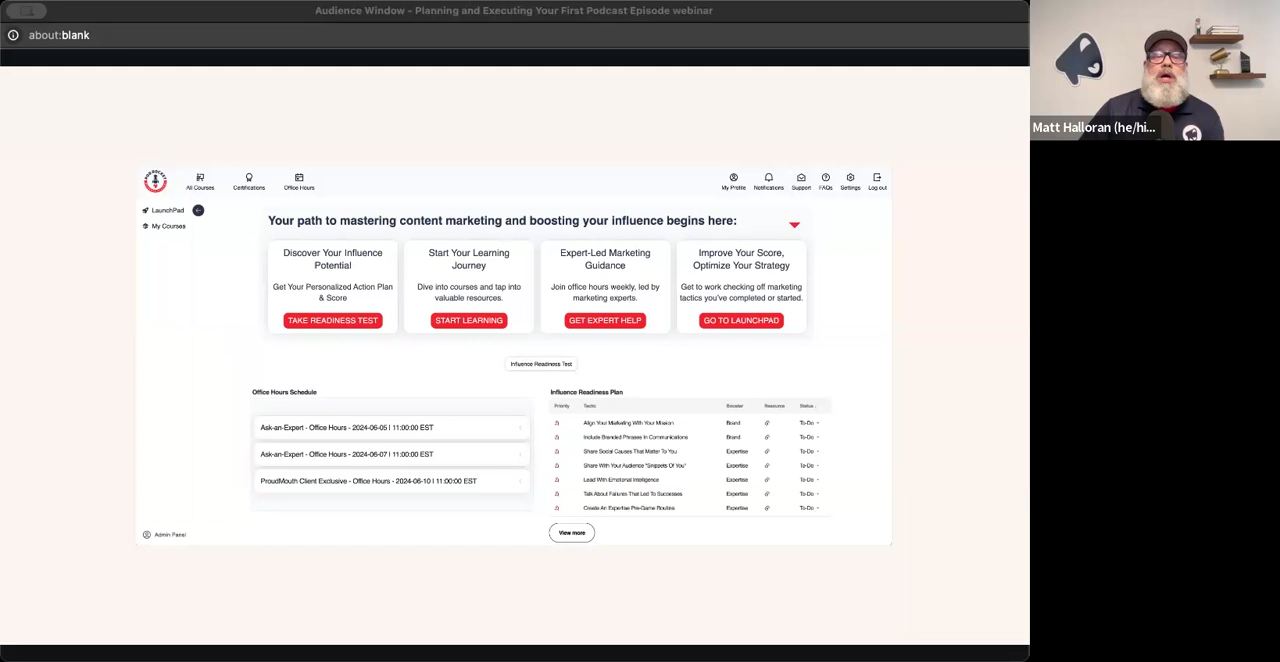 Audience Window - Planning and Executing Your First Podcast Episode webinar
about:blank
Matt Halloran (he/hi...
All Courses
Certifications
Office Hours
My Profile
Notifications
Support
FAQs
Settings
Log out
LaunchPad
My Courses
Your path to mastering content marketing and boosting your influence begins here:
Discover Your Influence
Potential
Get Your Personalized Action Plan
& Score
TAKE READINESS TEST
Start Your Learning
Journey
Dive into courses and tap into
valuable resources.
START LEARNING
Expert-Led Marketing
Guidance
Join office hours weekly, led by
marketing experts.
GET EXPERT HELP
Improve Your Score,
Optimize Your Strategy
Get to work checking off marketing
tactics you've completed or started.
GO TO LAUNCHPAD
Influence Readiness Test
Office Hours Schedule
Ask-an-Expert - Office Hours - 2024-06-05 | 11:00:00 EST
Ask-an-Expert - Office Hours - 2024-06-07 | 11:00:00 EST
ProudMouth Client Exclusive - Office Hours - 2024-06-10 | 11:00:00 EST
Influence Readiness Plan
Priority Tactic Booster Resource Status
Align Your Marketing With Your Mission Brand To-Do
Include Branded Phrases In Communications Brand To-Do
Share Social Causes That Matter To You Expertise To-Do
Share With Your Audience "Snippets Of You" Expertise To-Do
Lead With Emotional Intelligence Expertise To-Do
Talk About Failures That Led To Successes Expertise To-Do
Create An Expertise Pre-Game Routine Expertise To-Do
View more
Admin Panel